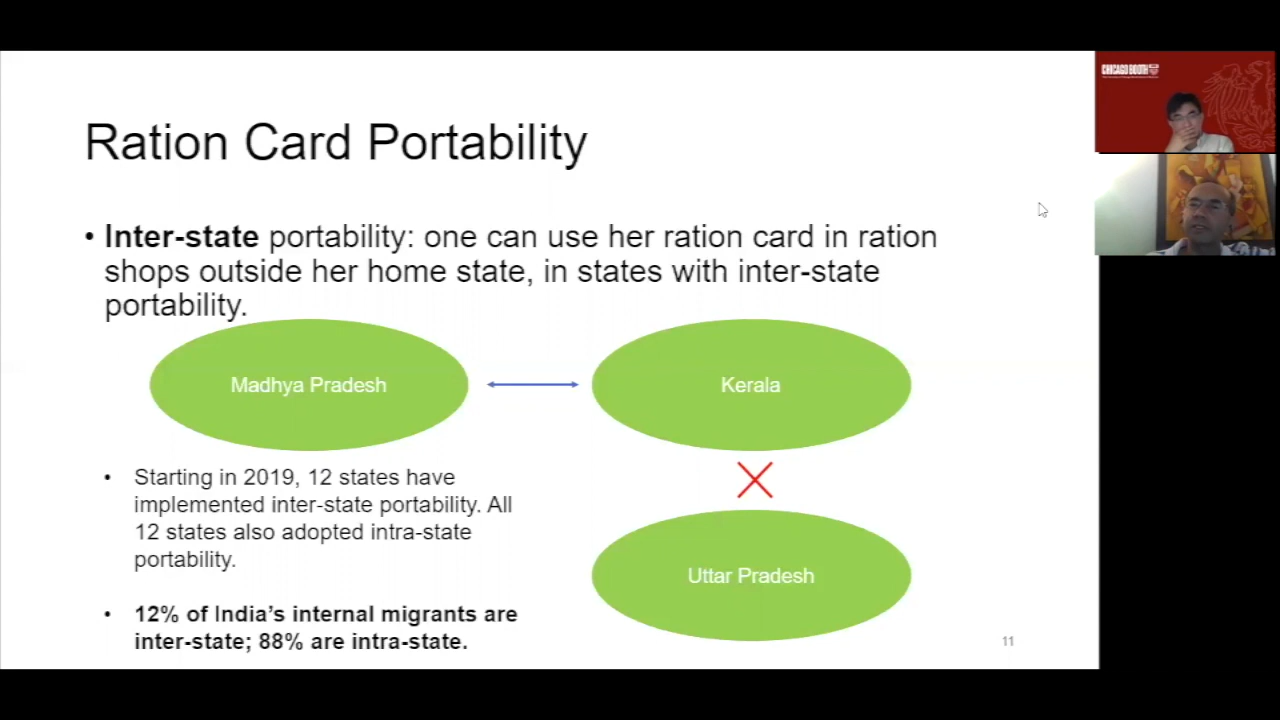 CHICAGO BOOTH
Ration Card Portability
• Inter-state portability: one can use her ration card in ration
shops outside her home state, in states with inter-state
portability.
Madhya Pradesh
Kerala
• Starting in 2019, 12 states have
implemented inter-state portability. All
12 states also adopted intra-state
portability.
Uttar Pradesh
• 12% of India’s internal migrants are
inter-state; 88% are intra-state.
11